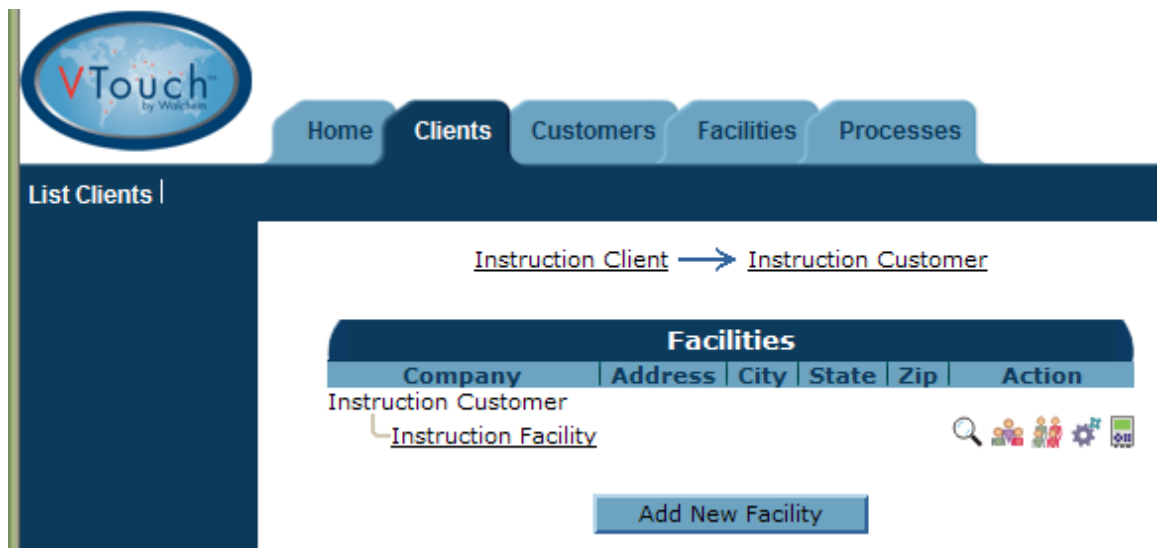 VTouch™
by Walchem
Home Clients Customers Facilities Processes
List Clients
Instruction Client Instruction Customer
Facilities
Company Address City State Zip Action
Instruction Customer
Instruction Facility
Add New Facility